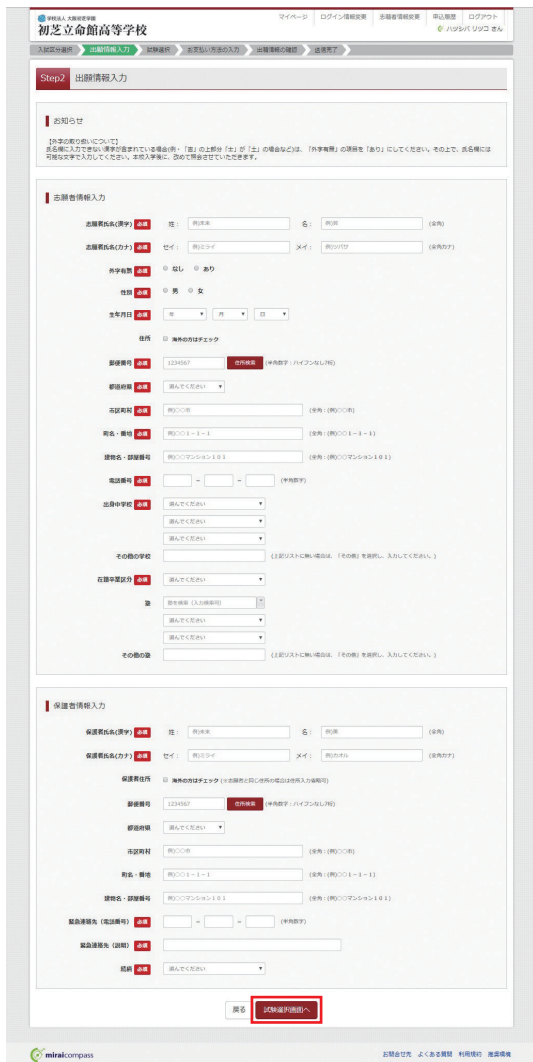 学校法人 大阪初芝学園
初芝立命館高等学校
マイページ ログイン情報変更 志願者情報変更 申込履歴 ログアウト
ハツシバ リツコ さん
入試区分選択 出願情報入力 試験選択 お支払い方法の入力 出願情報の確認 送信完了
Step2 出願情報入力
お知らせ
【外字の取り扱いについて】
氏名欄に入力できない漢字が含まれている場合(例・「吉」の上部分「士」が「土」の場合など)は、「外字有無」の項目を「あり」にしてください。その上で、氏名欄には
可能な文字で入力してください。本校入学後に、改めて照会させていただきます。
志願者情報入力
志願者氏名(漢字) 必須 姓: 例)未来 名: 例)翔 (全角)
志願者氏名(カナ) 必須 セイ: 例)ミライ メイ: 例)ツバサ (全角カナ)
外字有無 必須 なし あり
性別 必須 男 女
生年月日 必須 年 月 日
住所 海外の方はチェック
郵便番号 必須 1234567 住所検索 (半角数字:ハイフンなし7桁)
都道府県 必須 選んでください
市区町村 必須 例)○○市 (全角:(例)○○市)
町名・番地 必須 例)○○1-1-1 (全角:(例)○○1-1-1)
建物名・部屋番号 例)○○マンション101 (全角:(例)○○マンション101)
電話番号 必須 - - (半角数字)
出身中学校 必須 選んでください
選んでください
選んでください
その他の学校 (上記リストに無い場合は、「その他」を選択し、入力してください。)
在籍卒業区分 必須 選んでください
塾 塾を検索 (入力検索可)
選んでください
選んでください
その他の塾 (上記リストに無い場合は、「その他」を選択し、入力してください。)
保護者情報入力
保護者氏名(漢字) 必須 姓: 例)未来 名: 例)薫 (全角)
保護者氏名(カナ) 必須 セイ: 例)ミライ メイ: 例)カオル (全角カナ)
保護者住所 海外の方はチェック (※志願者と同じ住所の場合は住所入力省略可)
郵便番号 1234567 住所検索 (半角数字:ハイフンなし7桁)
都道府県 選んでください
市区町村 例)○○市 (全角:(例)○○市)
町名・番地 例)○○1-1-1 (全角:(例)○○1-1-1)
建物名・部屋番号 例)○○マンション101 (全角:(例)○○マンション101)
緊急連絡先(電話番号) 必須 - - (半角数字)
緊急連絡先(説明) 必須
続柄 必須 選んでください
戻る 試験選択画面へ
miraicompass
お問合せ先 よくある質問 利用規約 推奨環境